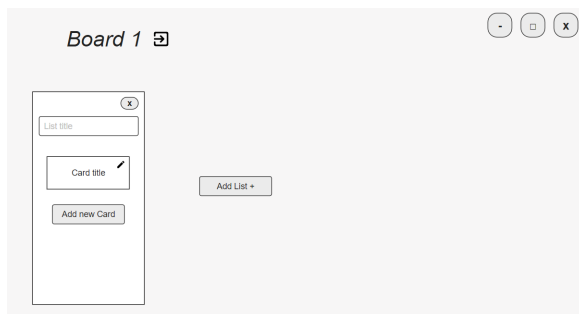 Board 1
-
□
x
x
List title
Card title
Add new Card
Add List +